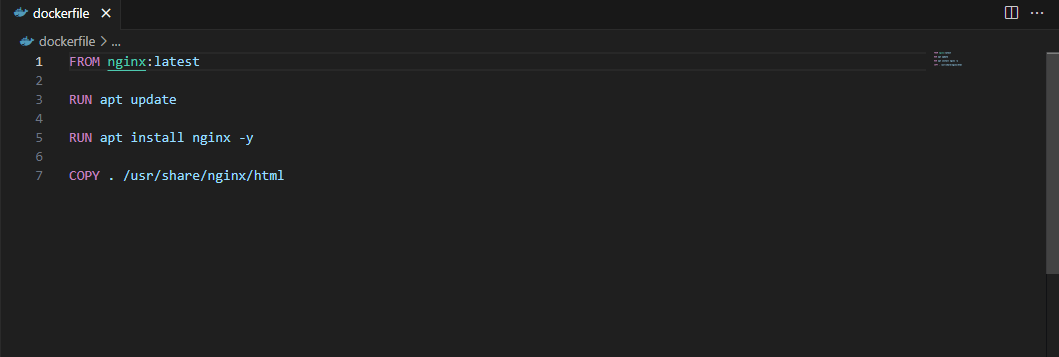 dockerfile ✕
dockerfile > ...
1 FROM nginx:latest
2
3 RUN apt update
4
5 RUN apt install nginx -y
6
7 COPY . /usr/share/nginx/html